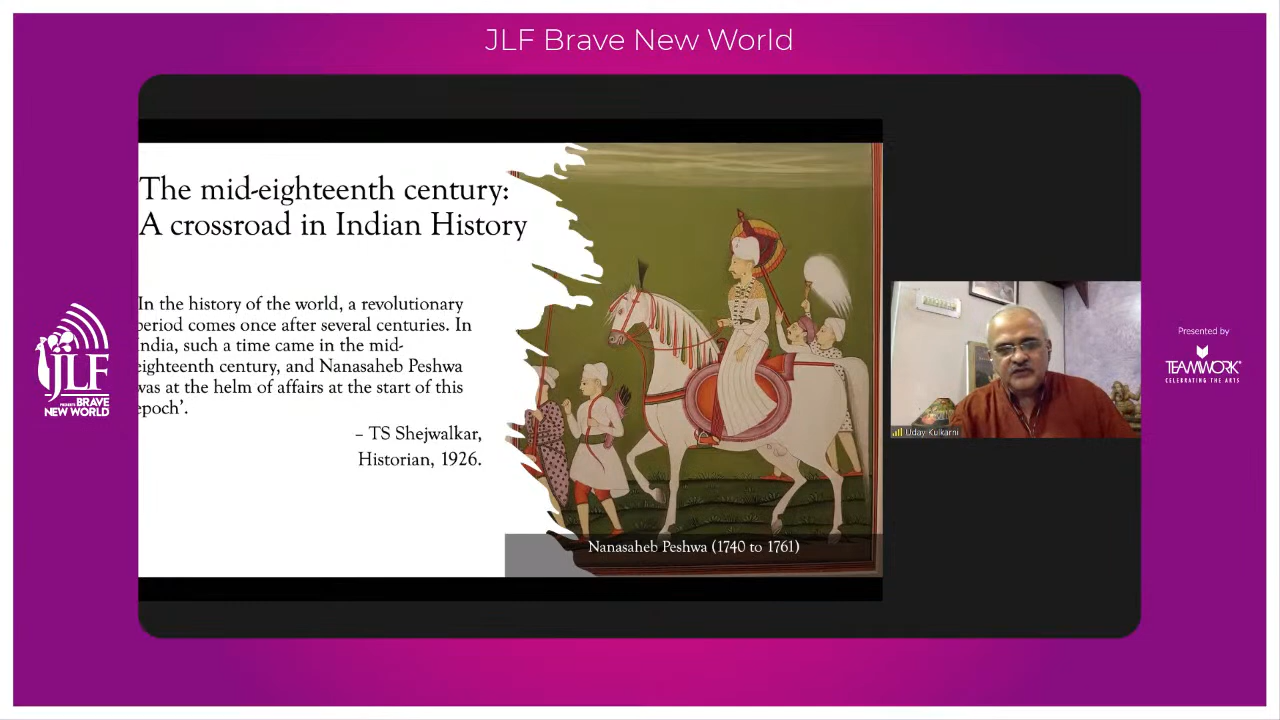 JLF Brave New World
The mid-eighteenth century:
A crossroad in Indian History
In the history of the world, a revolutionary
period comes once after several centuries. In
India, such a time came in the mid-
eighteenth century, and Nanasaheb Peshwa
was at the helm of affairs at the start of this
epoch'.
– TS Shejwalkar,
Historian, 1926.
Nanasaheb Peshwa (1740 to 1761)
Uday Kulkarni
JLF
PRESENTS BRAVE
NEW WORLD
Presented by
TEAMWORK
CELEBRATING THE ARTS